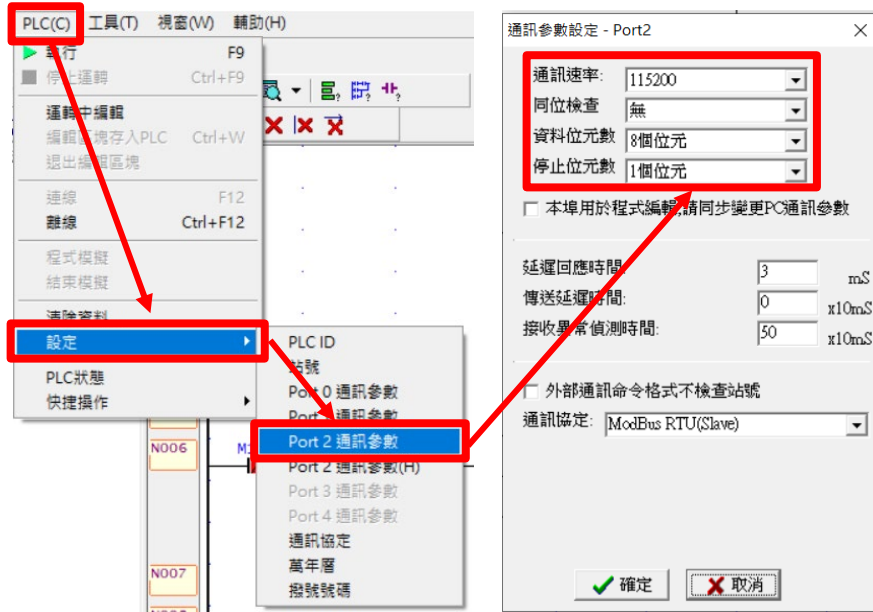 PLC(C) 工具(T) 視窗(W) 輔助(H)
執行 F9
停止運轉 Ctrl+F9
運轉中編輯
編輯區塊存入PLC Ctrl+W
退出編輯區塊
連線 F12
離線 Ctrl+F12
程式模擬
結束模擬
清除資料
設定
PLC狀態
快捷操作
PLC ID
站號
Port 0 通訊參數
Port 1 通訊參數
Port 2 通訊參數
Port 2 通訊參數(H)
Port 3 通訊參數
Port 4 通訊參數
通訊協定
萬年曆
撥號號碼
N006
N007
通訊參數設定 - Port2
通訊速率: 115200
同位檢查 無
資料位元數 8個位元
停止位元數 1個位元
本埠用於程式編輯,請同步變更PC通訊參數
延遲回應時間: 3 mS
傳送延遲時間: 0 x10mS
接收異常偵測時間: 50 x10mS
外部通訊命令格式不檢查站號
通訊協定: ModBus RTU(Slave)
確定 取消